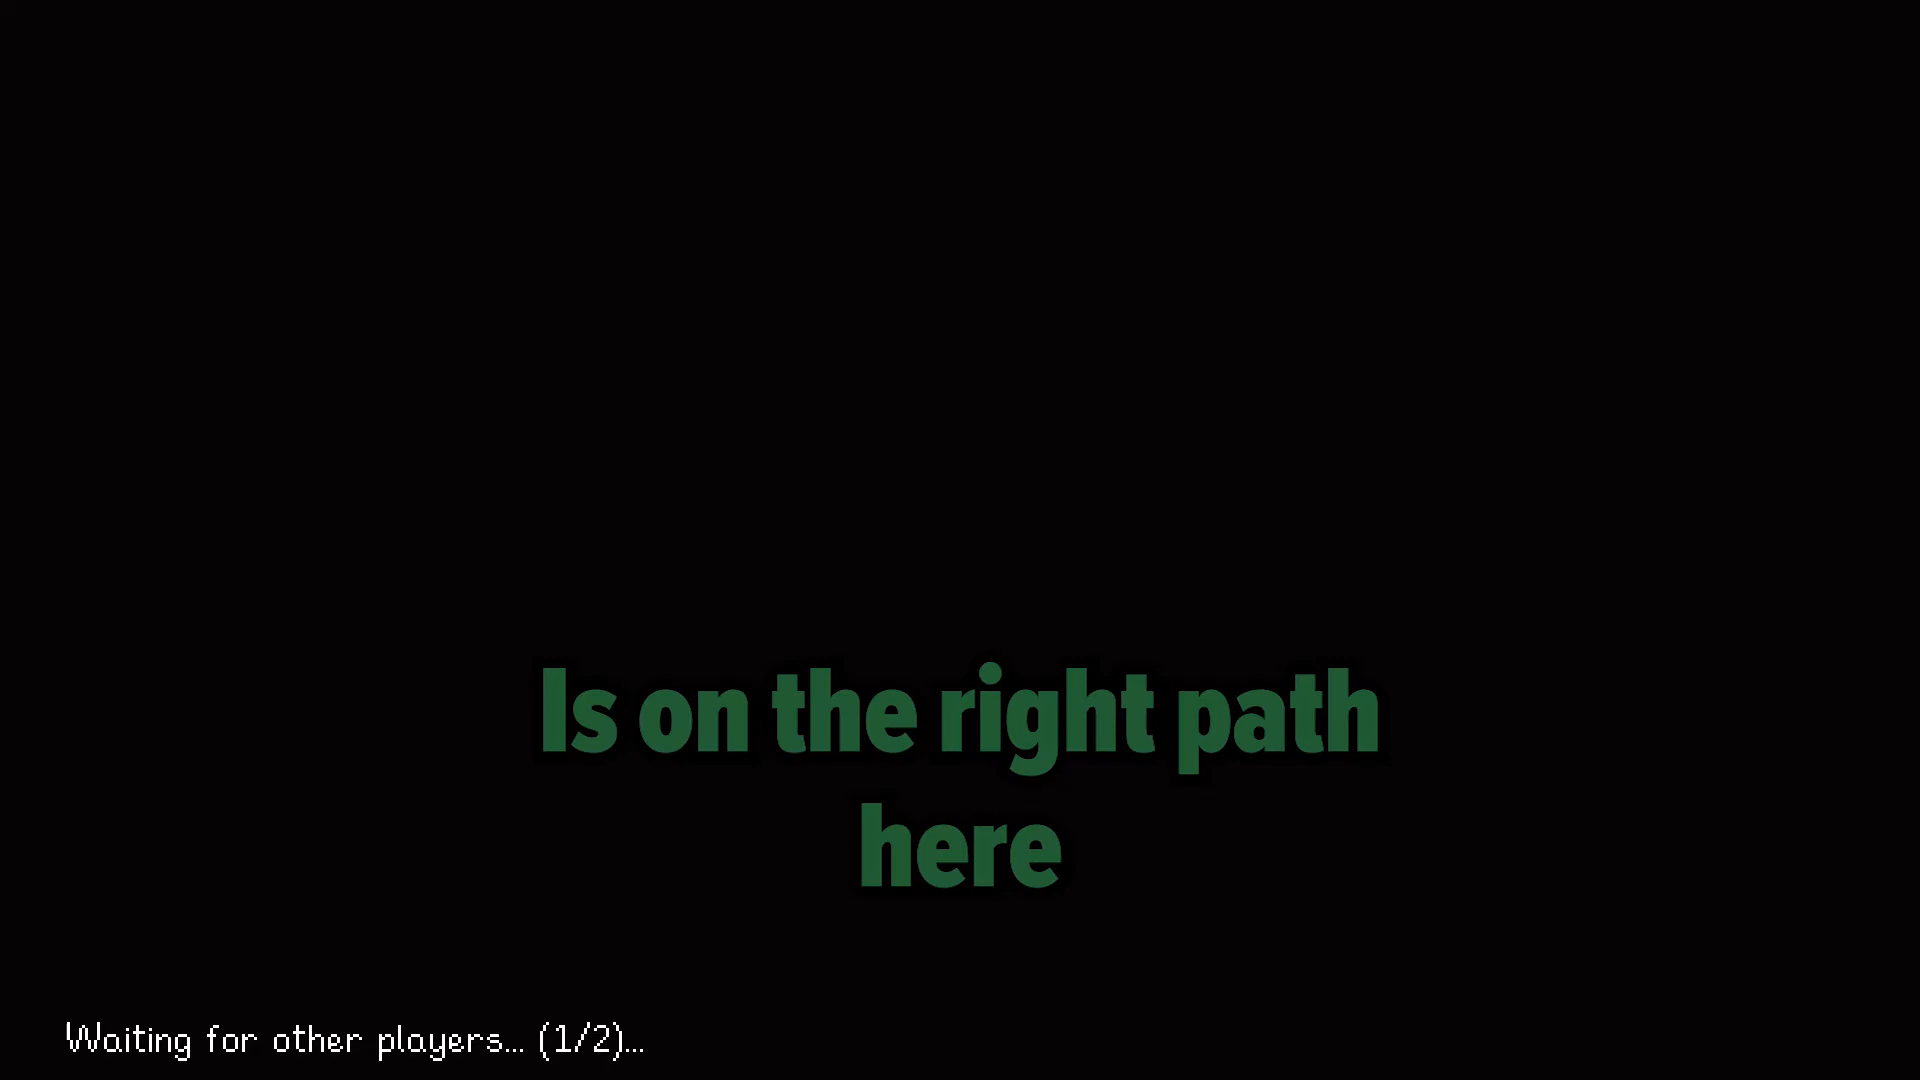 Is on the right path
here
Waiting for other players... (1/2)...